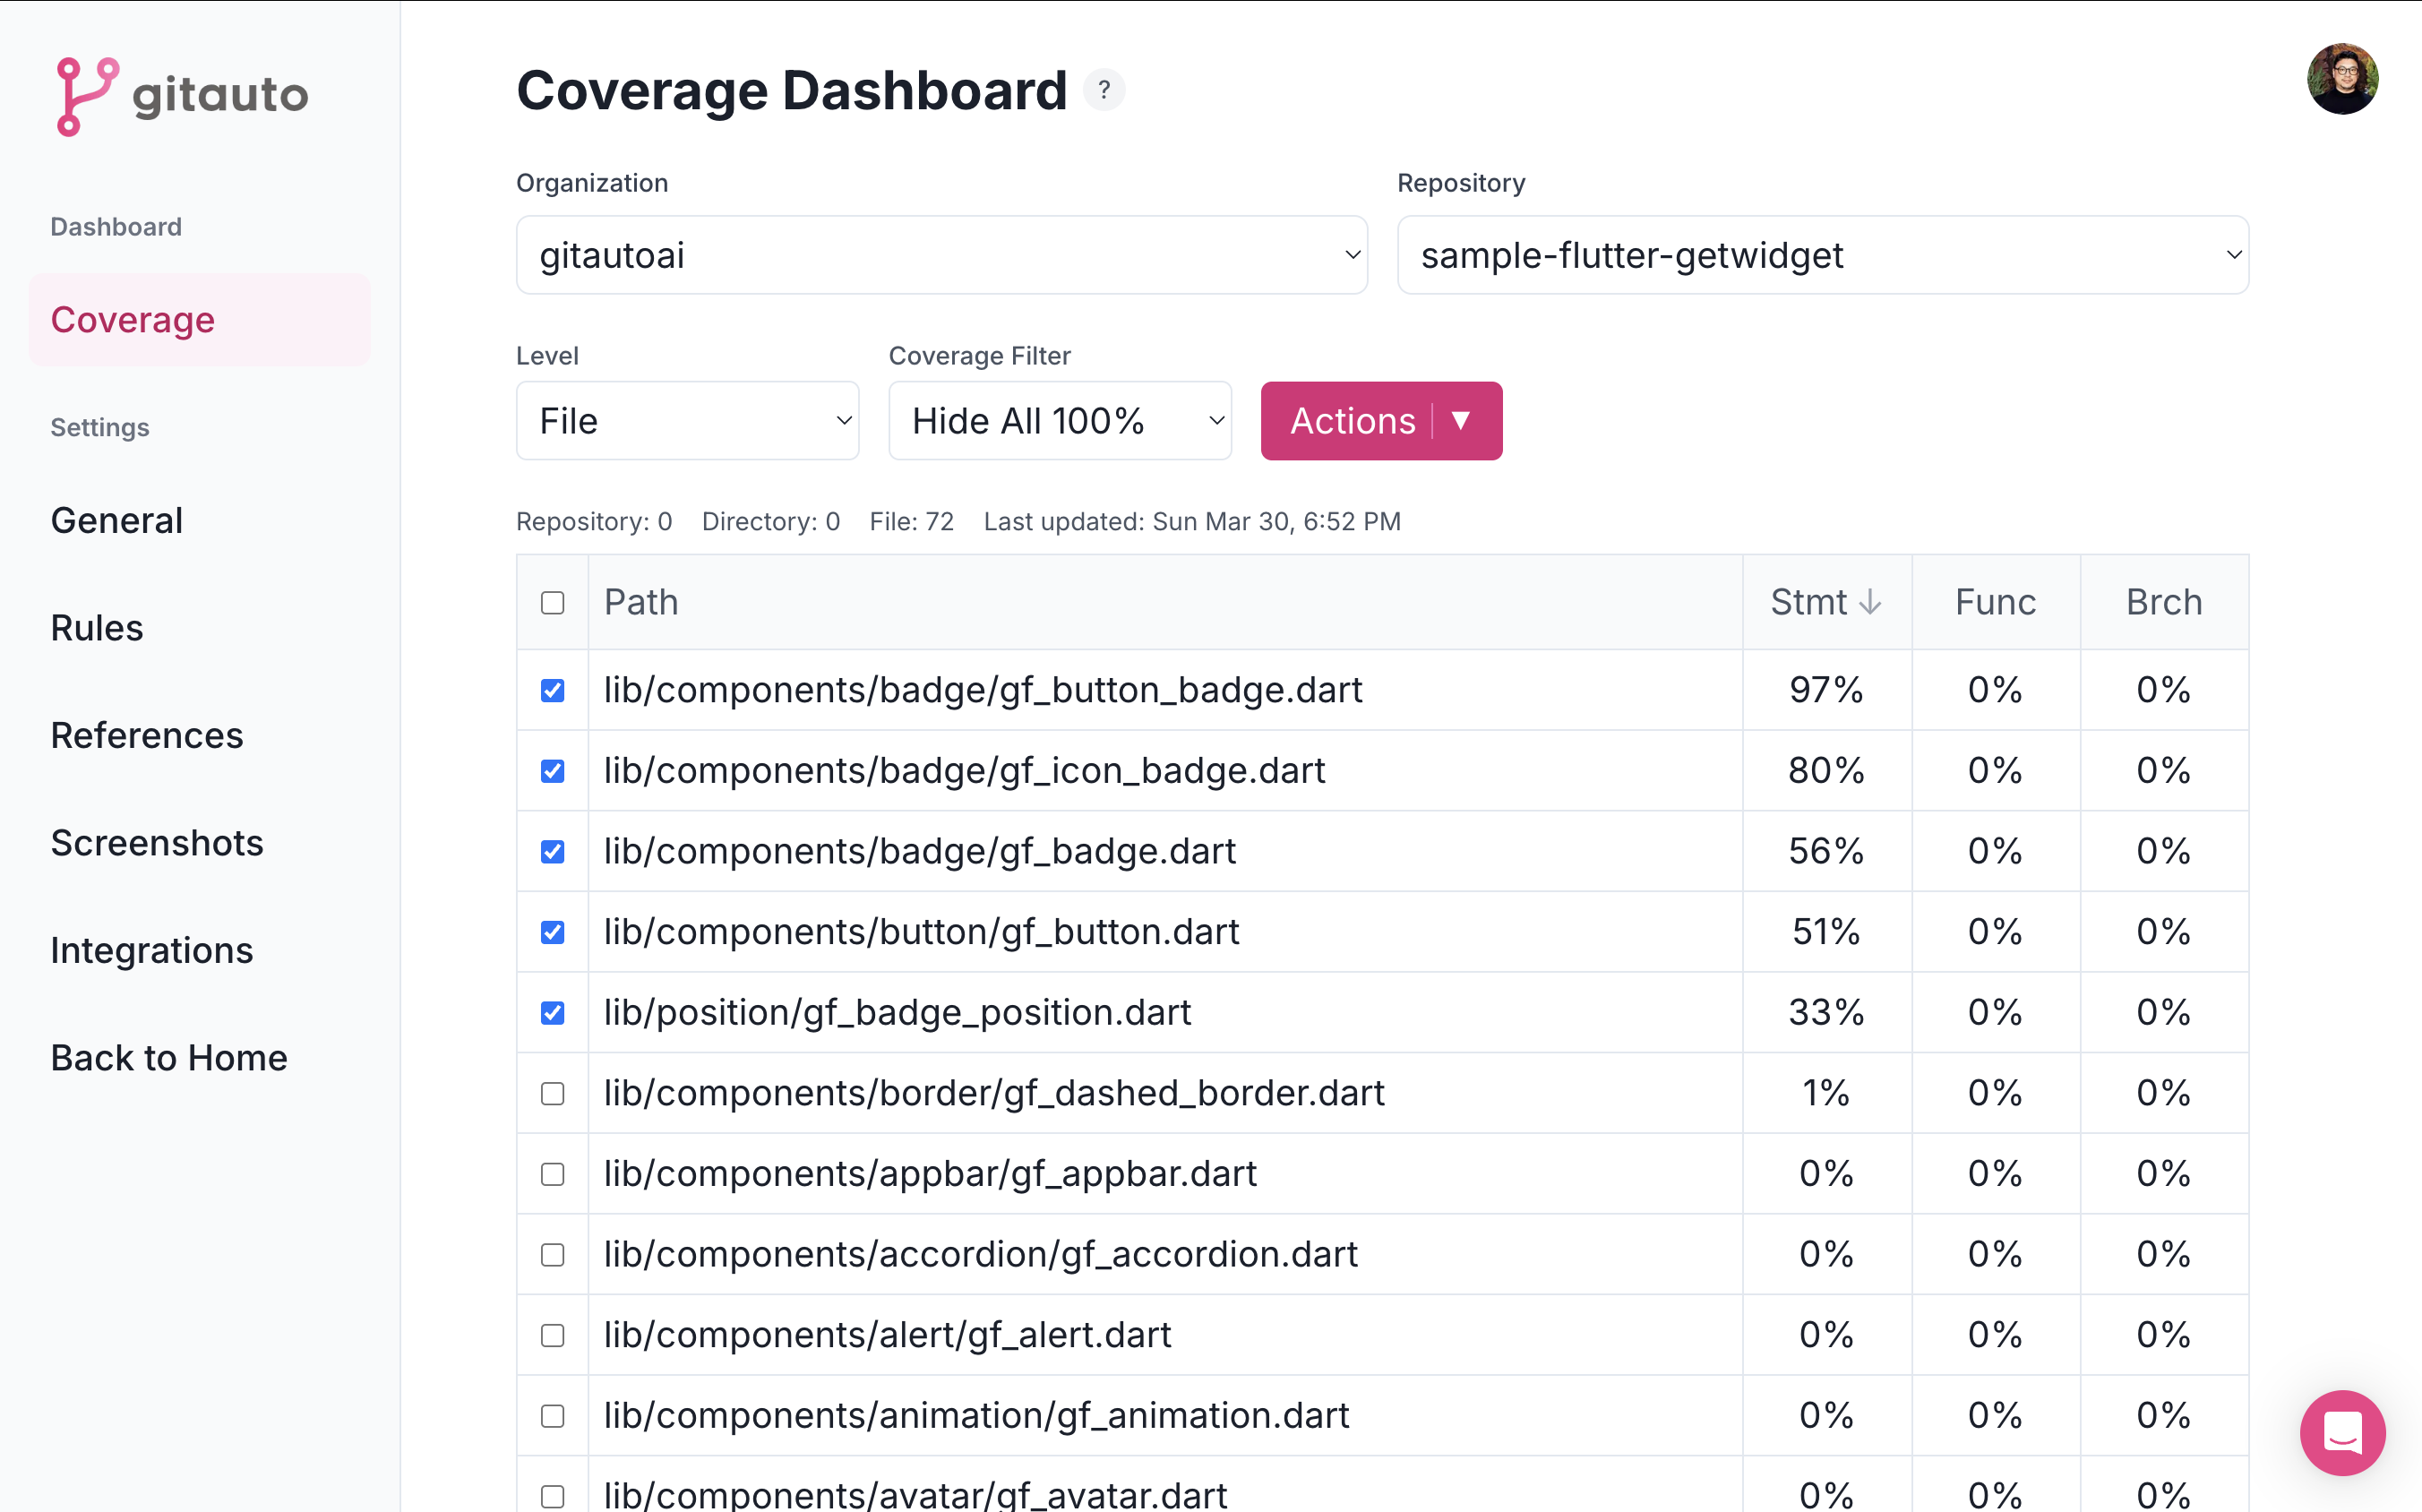 gitauto
Dashboard
Coverage
Settings
General
Rules
References
Screenshots
Integrations
Back to Home
Coverage Dashboard ?
Organization Repository
gitautoai sample-flutter-getwidget
Level Coverage Filter
File Hide All 100% Actions ▼
Repository: 0 Directory: 0 File: 72 Last updated: Sun Mar 30, 6:52 PM
Path Stmt ↓ Func Brch
lib/components/badge/gf_button_badge.dart 97% 0% 0%
lib/components/badge/gf_icon_badge.dart 80% 0% 0%
lib/components/badge/gf_badge.dart 56% 0% 0%
lib/components/button/gf_button.dart 51% 0% 0%
lib/position/gf_badge_position.dart 33% 0% 0%
lib/components/border/gf_dashed_border.dart 1% 0% 0%
lib/components/appbar/gf_appbar.dart 0% 0% 0%
lib/components/accordion/gf_accordion.dart 0% 0% 0%
lib/components/alert/gf_alert.dart 0% 0% 0%
lib/components/animation/gf_animation.dart 0% 0% 0%
lib/components/avatar/gf_avatar.dart 0% 0% 0%